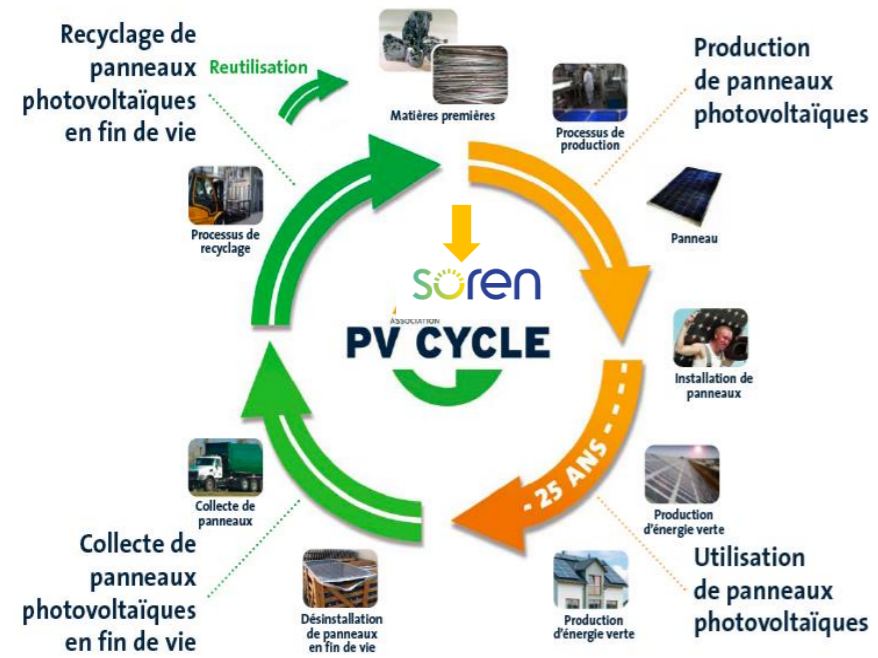 Recyclage de
panneaux
photovoltaïques
en fin de vie
Reutilisation
Matières premières
Processus de
production
Production
de panneaux
photovoltaïques
Processus de
recyclage
Panneau
soren
ASSOCIATION
PV CYCLE
Installation de
panneaux
- 25 ANS - - -
Collecte de
panneaux
Production
d'énergie verte
Collecte de
panneaux
photovoltaïques
en fin de vie
Désinstallation
de panneaux
en fin de vie
Production
d'énergie verte
Utilisation
de panneaux
photovoltaïques